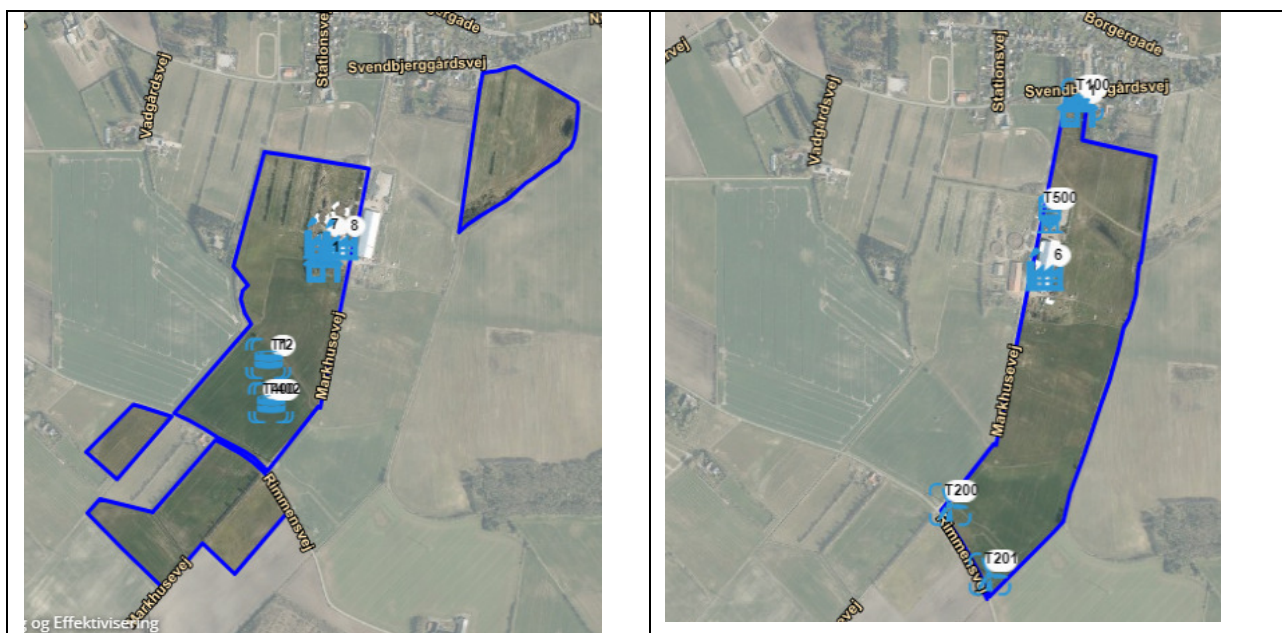 Borgergade
Vadgårdsvej
Stationsvej
Svendbjerggårdsvej
7
8
1
T12
Markhusevej
Rimmensvej
Markhusevej
og Effektivisering
Borgergade
Stationsvej
Svendbjerggårdsvej
T100
Vadgårdsvej
T500
6
Markhusevej
T200
Rimmensvej
T201